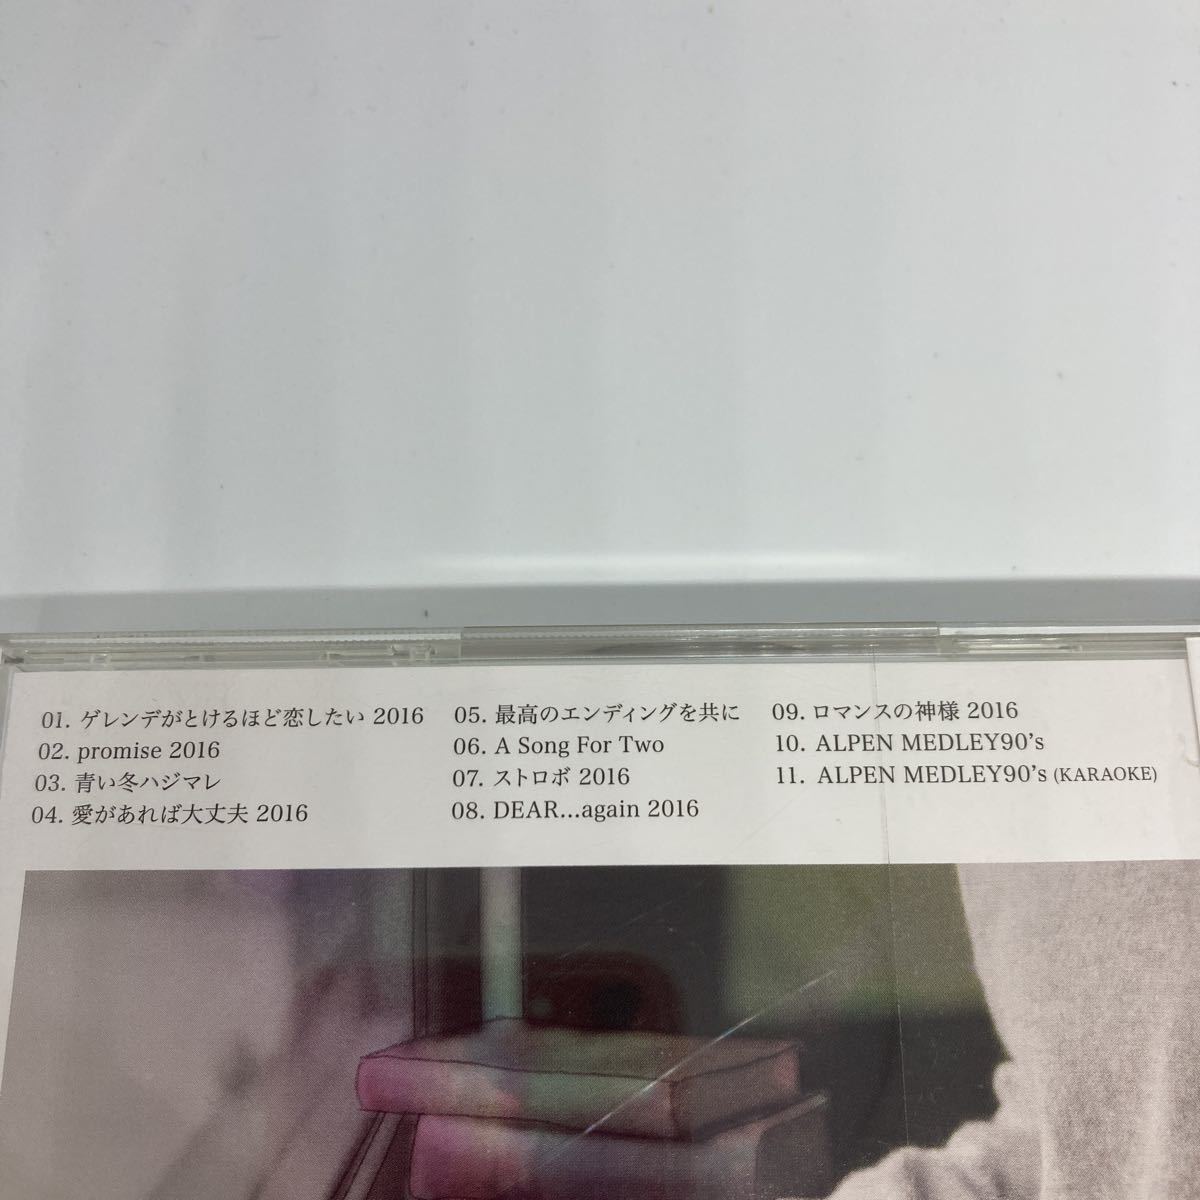 01. ゲレンデがとけるほど恋したい 2016
02. promise 2016
03. 青い冬ハジマレ
04. 愛があれば大丈夫 2016
05. 最高のエンディングを共に
06. A Song For Two
07. ストロボ 2016
08. DEAR...again 2016
09. ロマンスの神様 2016
10. ALPEN MEDLEY90's
11. ALPEN MEDLEY90's (KARAOKE)